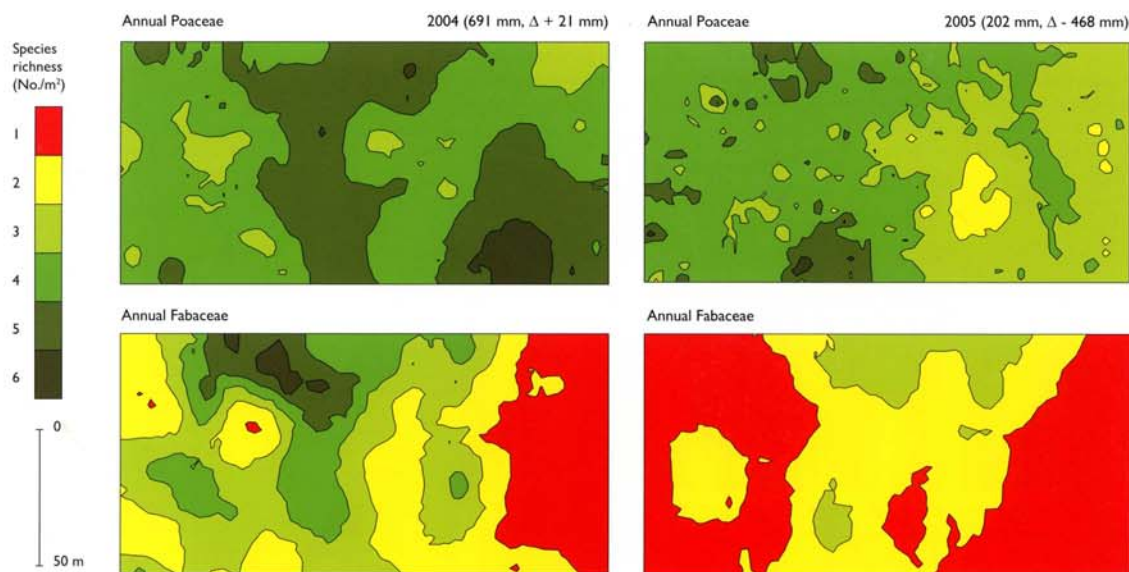 Annual Poaceae
2004 (691 mm, Δ + 21 mm)
2005 (202 mm, Δ - 468 mm)
Annual Poaceae
Species
richness
(No./m²)
1
2
3
4
5
6
0
50 m
Annual Fabaceae
Annual Fabaceae